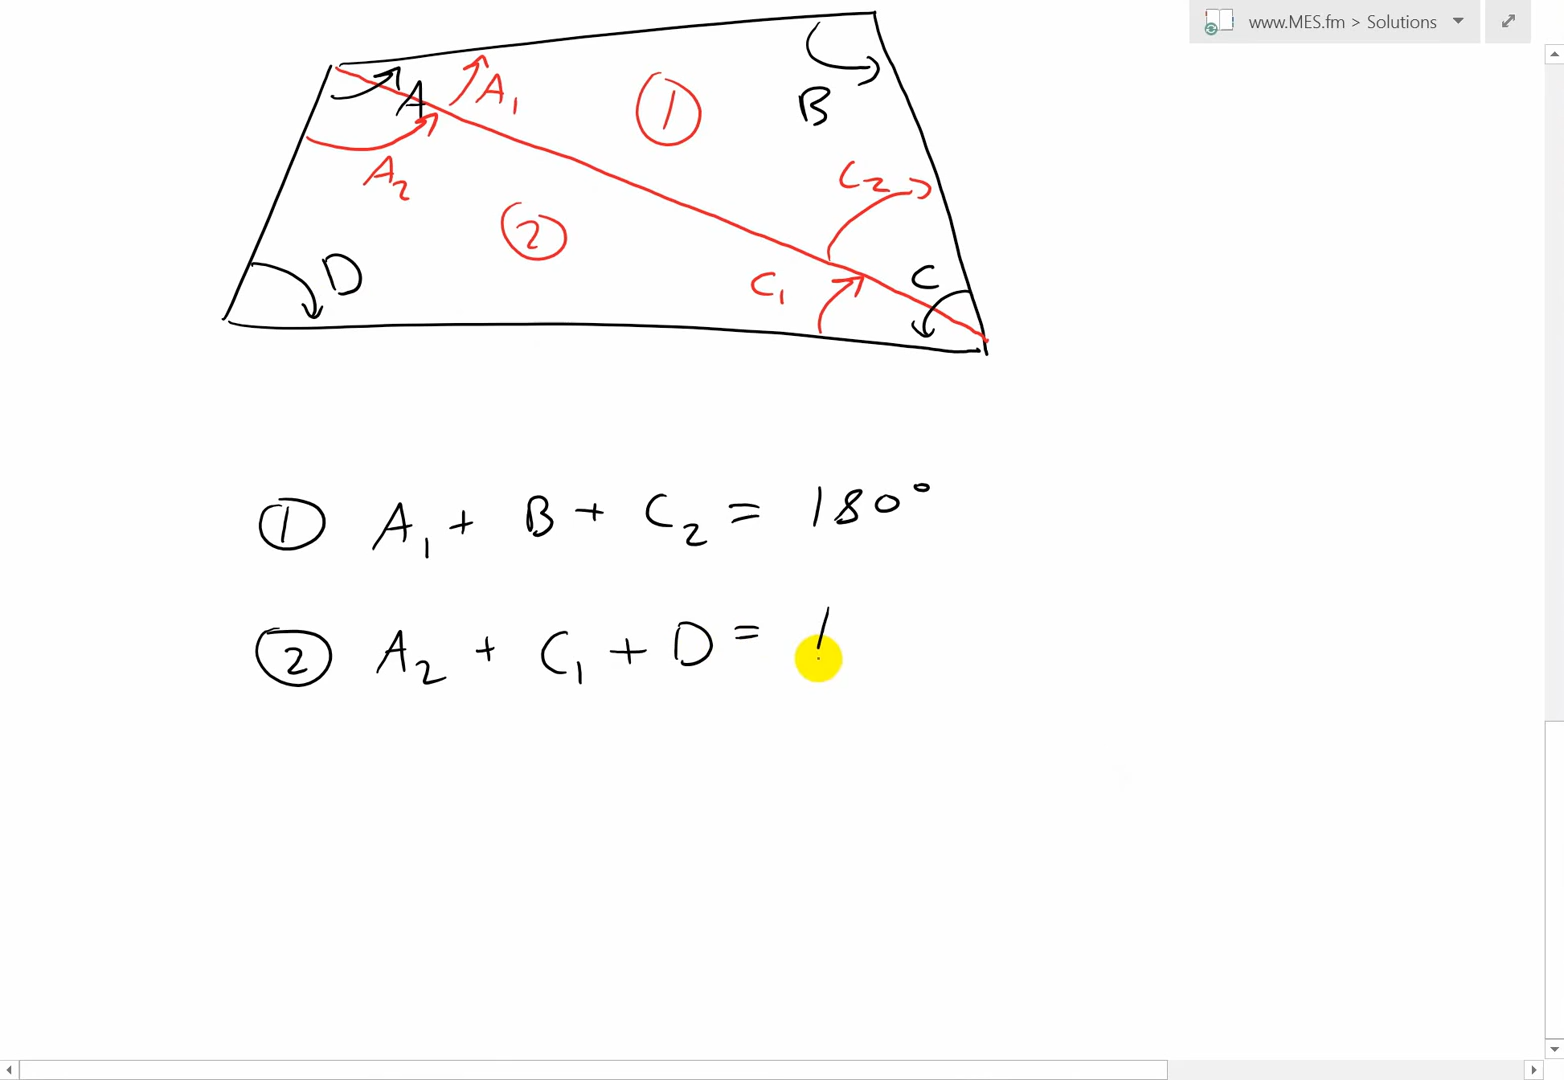 www.MES.fm > Solutions
A A₁ ① B
A₂ C₂
② D C₁ C
① A₁ + B + C₂ = 180°
② A₂ + C₁ + D = 1